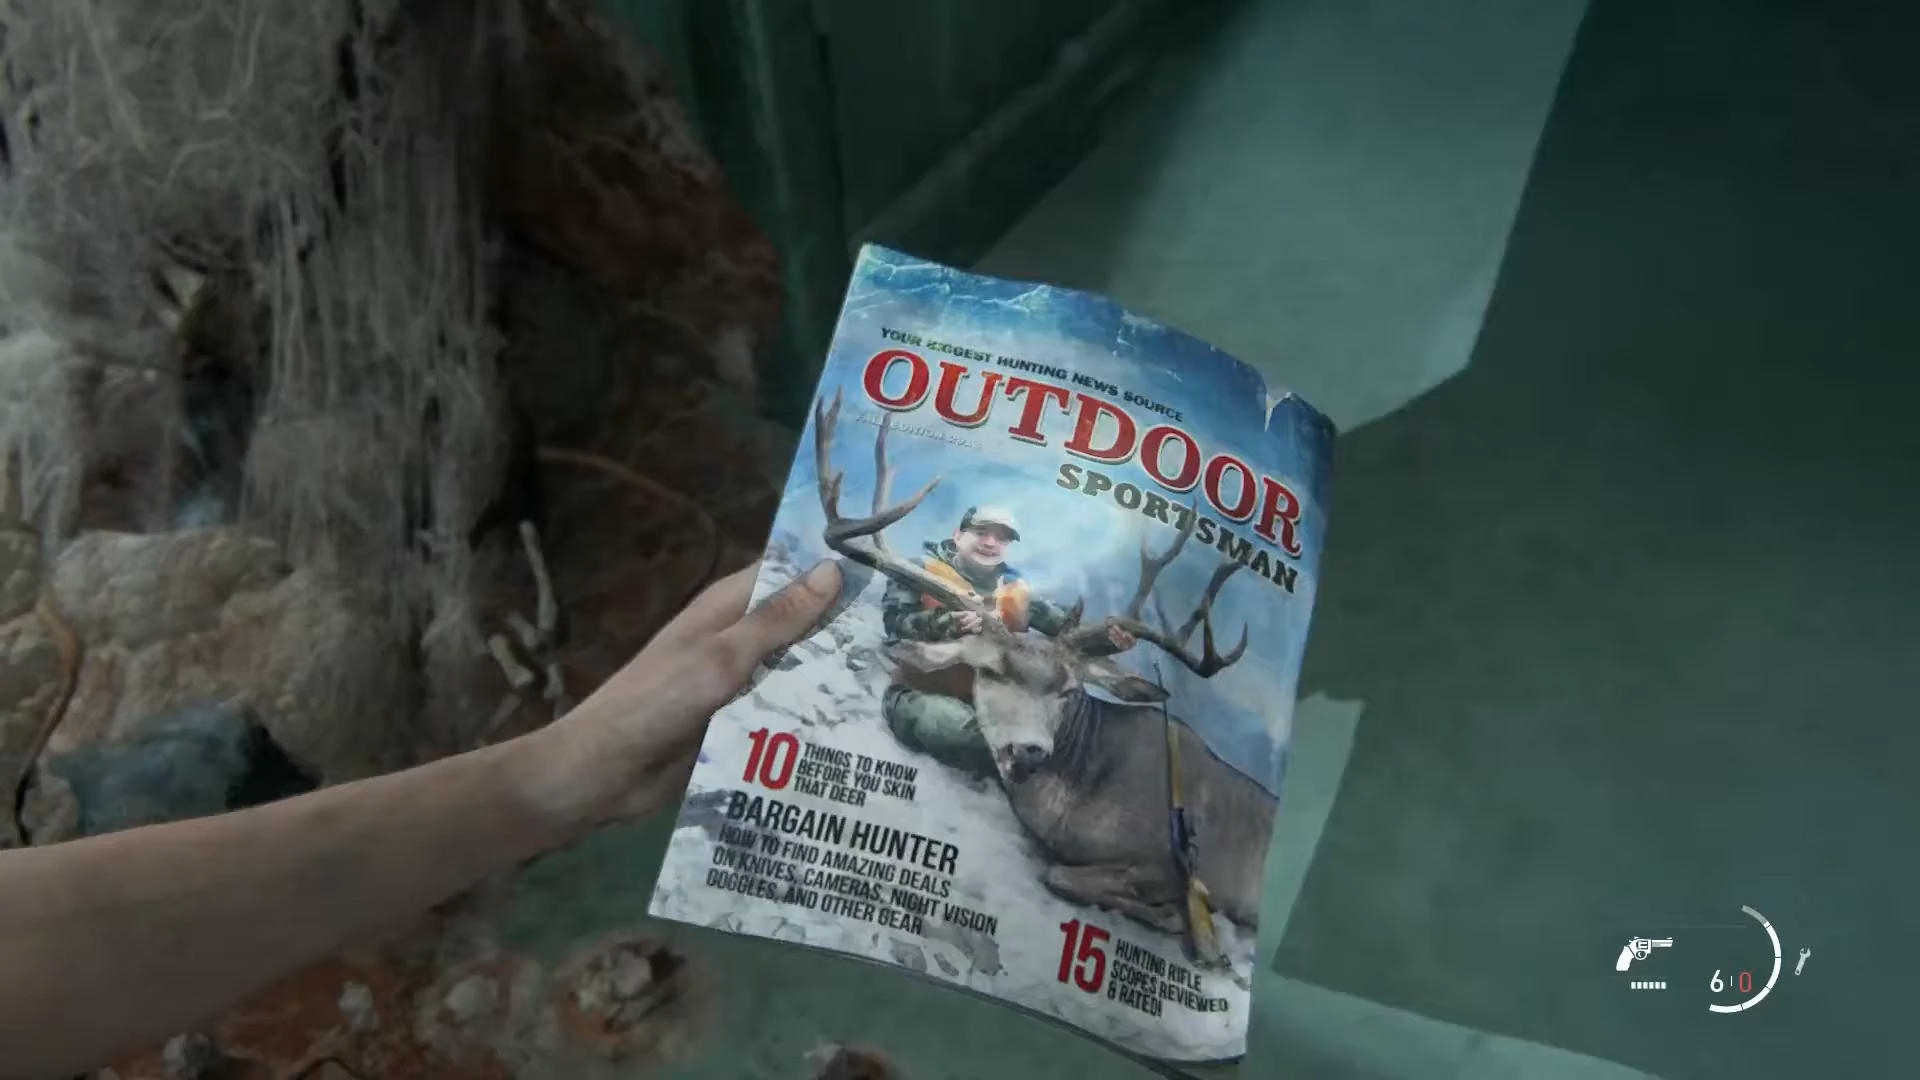 YOUR BIGGEST HUNTING NEWS SOURCE
OUTDOOR
FALL EDITION
SPORTSMAN
10 THINGS TO KNOW
BEFORE YOU SKIN
THAT DEER
BARGAIN HUNTER
HOW TO FIND AMAZING DEALS
ON KNIVES, CAMERAS, NIGHT VISION
GOGGLES, AND OTHER GEAR
15 HUNTING RIFLE
SCOPES REVIEWED
& RATED!
6 | 0